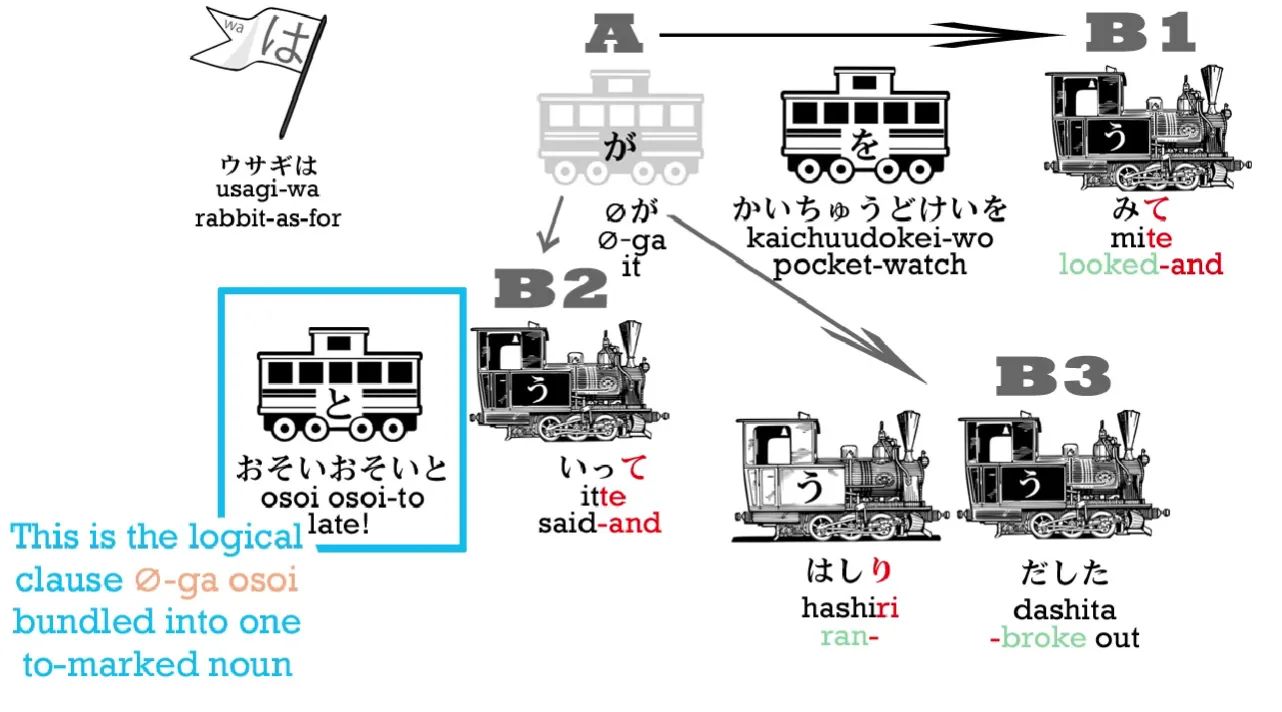 wa は
ウサギは
usagi-wa
rabbit-as-for
A
が
∅が
∅-ga
it
を
かいちゅうどけいを
kaichuudokei-wo
pocket-watch
B1
う
みて
mite
looked-and
と
おそいおそいと
osoi osoi-to
late!
B2
う
いって
itte
said-and
B3
う
はしり
hashiri
ran-
う
だした
dashita
-broke out
This is the logical
clause ∅-ga osoi
bundled into one
to-marked noun